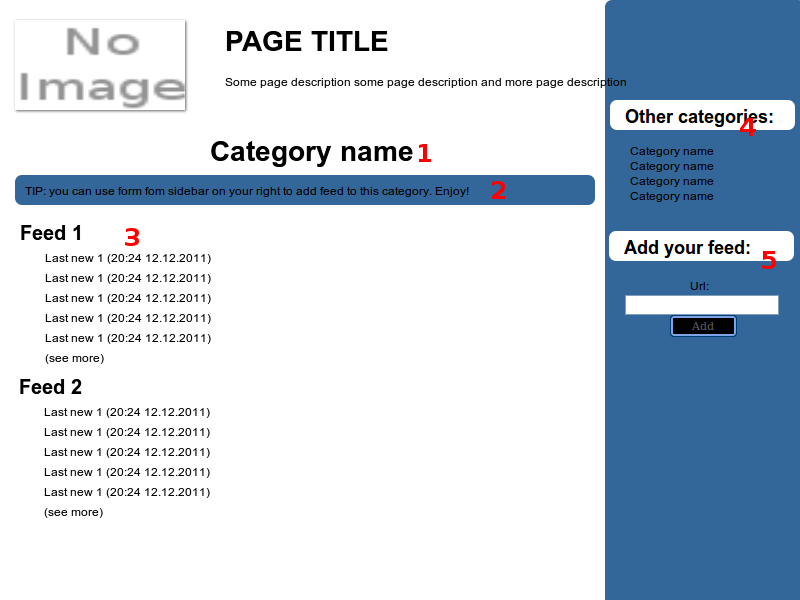 No
Image
PAGE TITLE
Some page description some page description and more page description
Category name 1
TIP: you can use form fom sidebar on your right to add feed to this category. Enjoy! 2
Feed 1 3
Last new 1 (20:24 12.12.2011)
Last new 1 (20:24 12.12.2011)
Last new 1 (20:24 12.12.2011)
Last new 1 (20:24 12.12.2011)
Last new 1 (20:24 12.12.2011)
(see more)
Feed 2
Last new 1 (20:24 12.12.2011)
Last new 1 (20:24 12.12.2011)
Last new 1 (20:24 12.12.2011)
Last new 1 (20:24 12.12.2011)
Last new 1 (20:24 12.12.2011)
(see more)
Other categories: 4
Category name
Category name
Category name
Category name
Add your feed: 5
Url:
Add